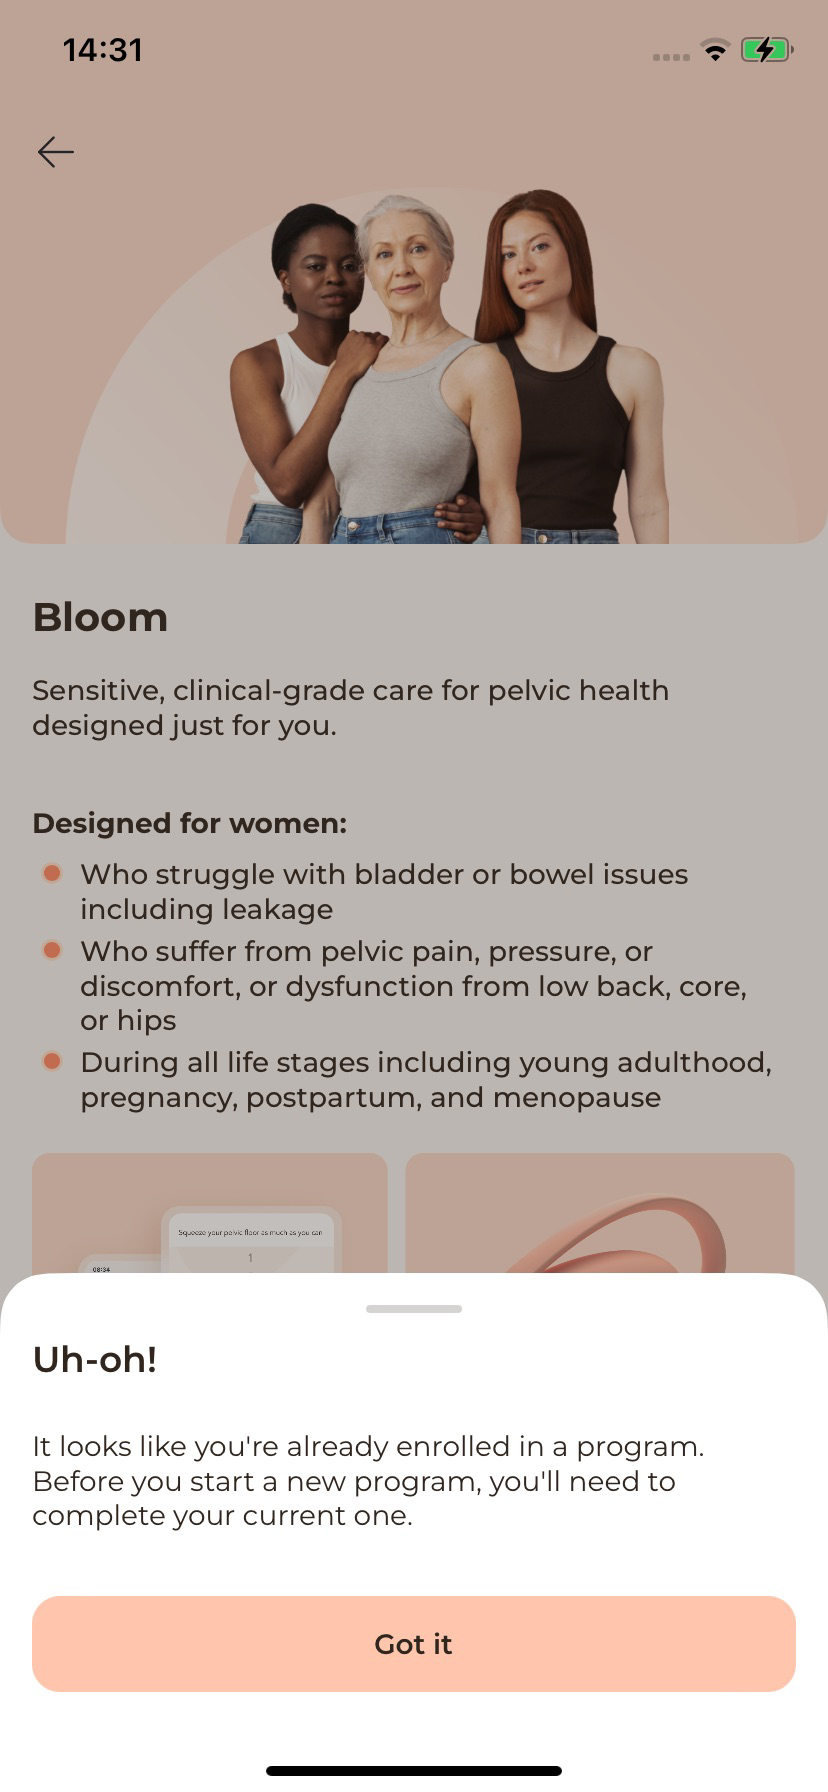 14:31
Bloom
Sensitive, clinical-grade care for pelvic health
designed just for you.
Designed for women:
Who struggle with bladder or bowel issues
including leakage
Who suffer from pelvic pain, pressure, or
discomfort, or dysfunction from low back, core,
or hips
During all life stages including young adulthood,
pregnancy, postpartum, and menopause
Squeeze your pelvic floor as much as you can
1
08:34
Uh-oh!
It looks like you're already enrolled in a program.
Before you start a new program, you'll need to
complete your current one.
Got it